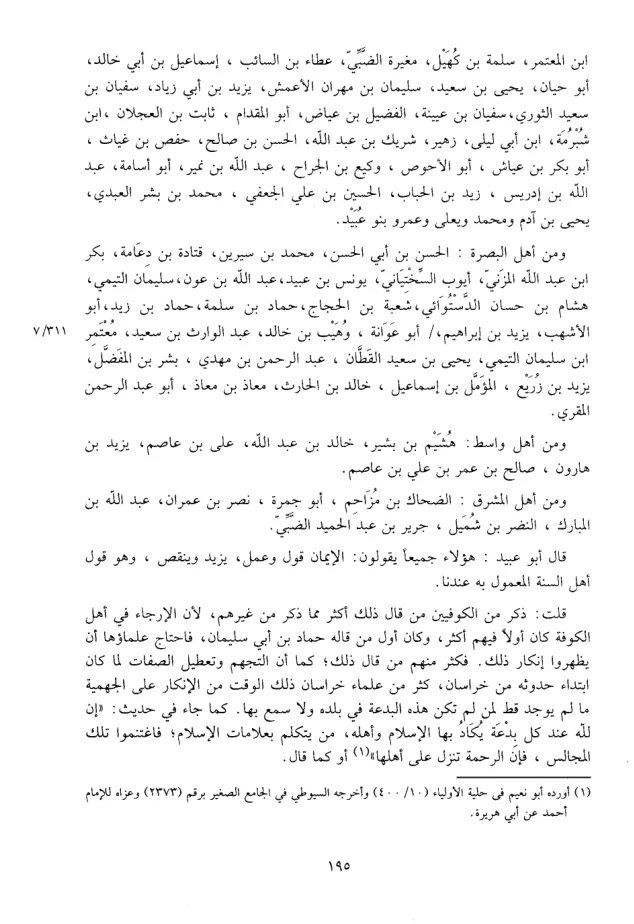 ابن المعتمر، سلمة بن كُهَيْل، مغيرة الضَّبِّيّ، عطاء بن السائب ، إسماعيل بن أبي خالد،
أبو حيان، يحيى بن سعيد، سليمان بن مهران الأعمش، يزيد بن أبي زياد، سفيان بن
سعيد الثوري،سفيان بن عيينة، الفضيل بن عياض، أبو المقدام ، ثابت بن العجلان ،ابن
شُبْرُمَة، ابن أبي ليلى، زهير، شريك بن عبد الله، الحسن بن صالح، حفص بن غياث ،
أبو بكر بن عياش ، أبو الأحوص ، وكيع بن الجراح ، عبد الله بن نمير، أبو أسامة، عبد
الله بن إدريس ، زيد بن الحباب، الحسين بن علي الجعفي ، محمد بن بشر العبدي،
يحيى بن آدم ومحمد ويعلى وعمرو بنو عُبَيْد.
ومن أهل البصرة : الحسن بن أبي الحسن، محمد بن سيرين، قتادة بن دِعَامة، بكر
ابن عبد الله المزَنيّ، أيوب السِّخْتِيَانيّ، يونس بن عبيد،عبد الله بن عون،سليمان التيمي،
هشام بن حسان الدَّسْتُوَائي،شعبة بن الحجاج،حماد بن سلمة،حماد بن زيد،أبو
الأشهب، يزيد بن إبراهيم،/ أبو عَوَانة ، وُهَيْب بن خالد، عبد الوارث بن سعيد، مُعْتَمِر ٧/٣١١
ابن سليمان التيمي، يحيى بن سعيد القَطَّان ، عبد الرحمن بن مهدي ، بشر بن المفَضَّل،
يزيد بن زُرَيْع ، المؤَمَّل بن إسماعيل ، خالد بن الحارث، معاذ بن معاذ ، أبو عبد الرحمن
المقري.
ومن أهل واسط: هُشَيْم بن بشير، خالد بن عبد الله، على بن عاصم، يزيد بن
هارون ، صالح بن عمر بن علي بن عاصم.
ومن أهل المشرق : الضحاك بن مُزَاحِم ، أبو جمرة ، نصر بن عمران، عبد الله بن
المبارك ، النضر بن شُمَيل ، جرير بن عبد الحميد الضَّبِّيّ.
قال أبو عبيد : هؤلاء جميعاً يقولون: الإيمان قول وعمل، يزيد وينقص ، وهو قول
أهل السنة المعمول به عندنا.
قلت: ذكر من الكوفيين من قال ذلك أكثر مما ذكر من غيرهم، لأن الإرجاء في أهل
الكوفة كان أولاً فيهم أكثر، وكان أول من قاله حماد بن أبي سليمان، فاحتاج علماؤها أن
يظهروا إنكار ذلك. فكثر منهم من قال ذلك؛ كما أن التجهم وتعطيل الصفات لما كان
ابتداء حدوثه من خراسان، كثر من علماء خراسان ذلك الوقت من الإنكار على الجهمية
ما لم يوجد قط لمن لم تكن هذه البدعة في بلده ولا سمع بها. كما جاء في حديث: «إن
لله عند كل بِدْعَة يُكَادُ بها الإسلام وأهله، من يتكلم بعلامات الإسلام؛ فاغتنموا تلك
المجالس ، فإن الرحمة تنزل على أهلها»(١) أو كما قال.
(١) أورده أبو نعيم فى حلية الأولياء (١٠/ ٤٠٠) وأخرجه السيوطي في الجامع الصغير برقم (٢٣٧٣) وعزاه للإمام
أحمد عن أبي هريرة.
١٩٥